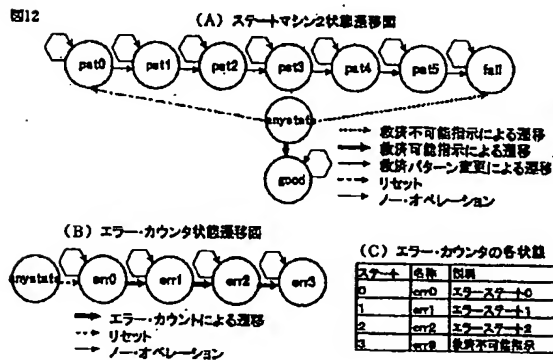 図12
(A) ステートマシン2状態遷移図
pat0 pat1 pat2 pat3 pat4 pat5 fail
anystate
good
救済不可能指示による遷移
救済可能指示による遷移
救済パターン変更による遷移
リセット
ノー・オペレーション
(B) エラー・カウンタ状態遷移図
anystate err0 err1 err2 err3
エラー・カウントによる遷移
リセット
ノー・オペレーション
(C) エラー・カウンタの各状態
ステート 名称 説明
0 err0 エラーステート0
1 err1 エラーステート1
2 err2 エラーステート2
3 err3 救済不可能指示